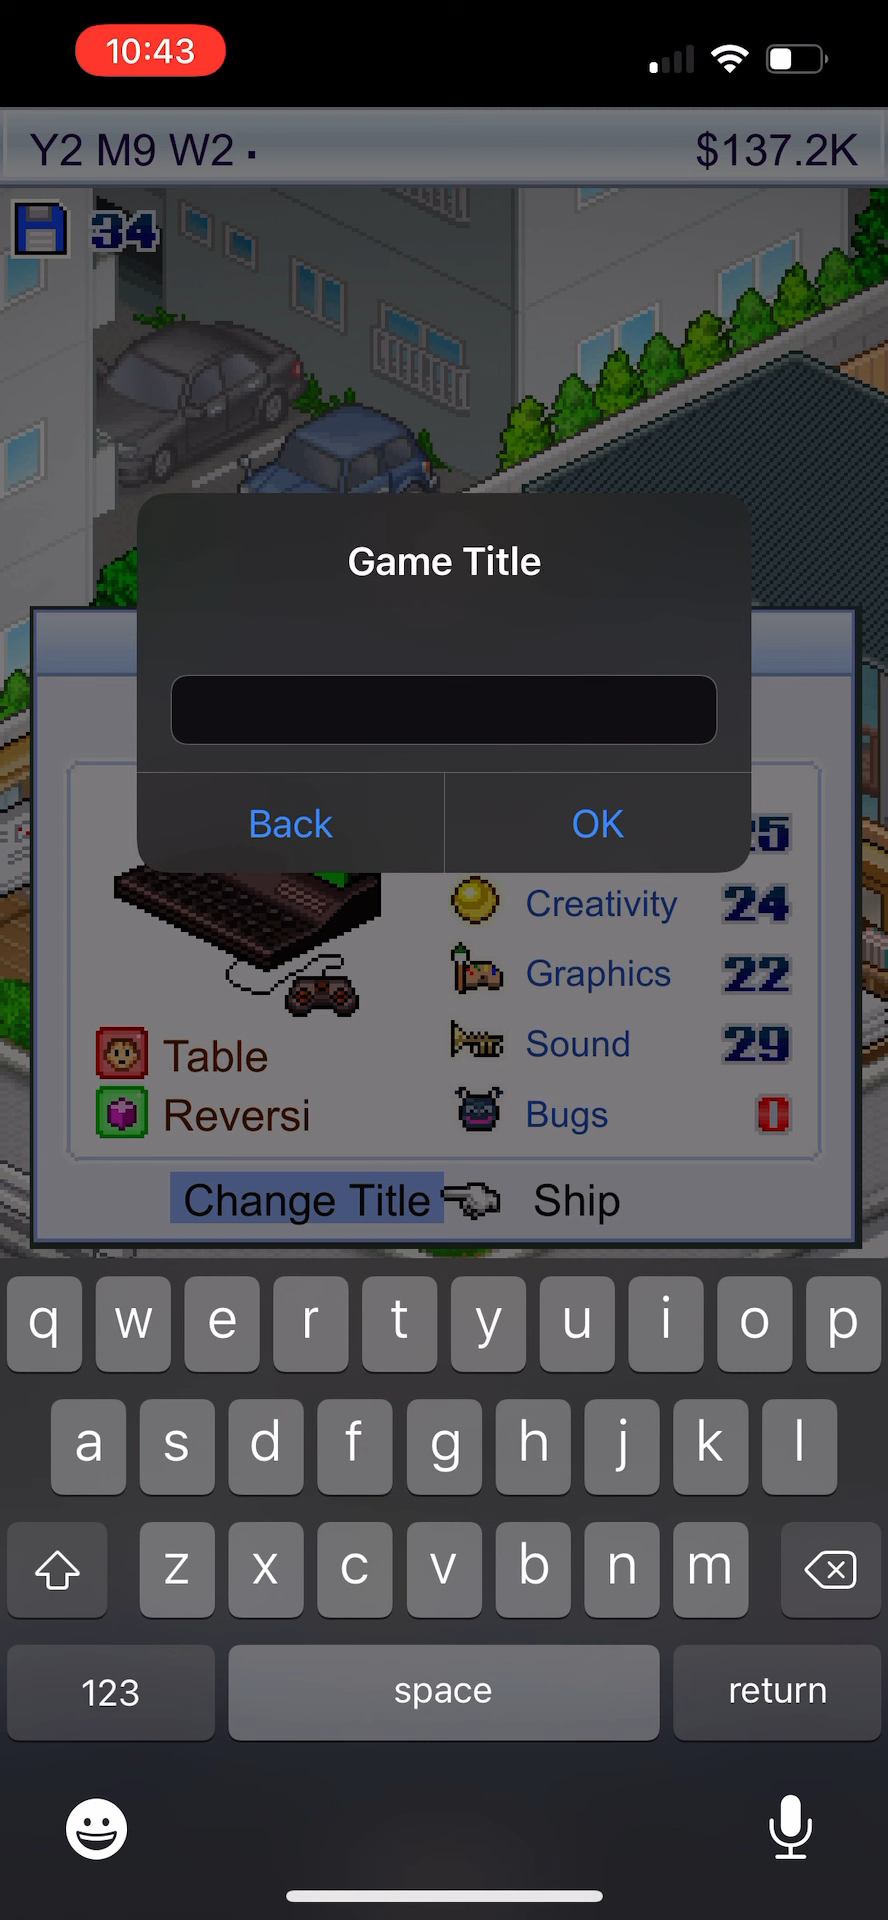 10:43
Y2 M9 W2
$137.2K
34
Game Title
Back
OK
Creativity 24
Graphics 22
Table
Sound 29
Reversi
Bugs 0
Change Title
Ship
q w e r t y u i o p
a s d f g h j k l
z x c v b n m
123
space
return